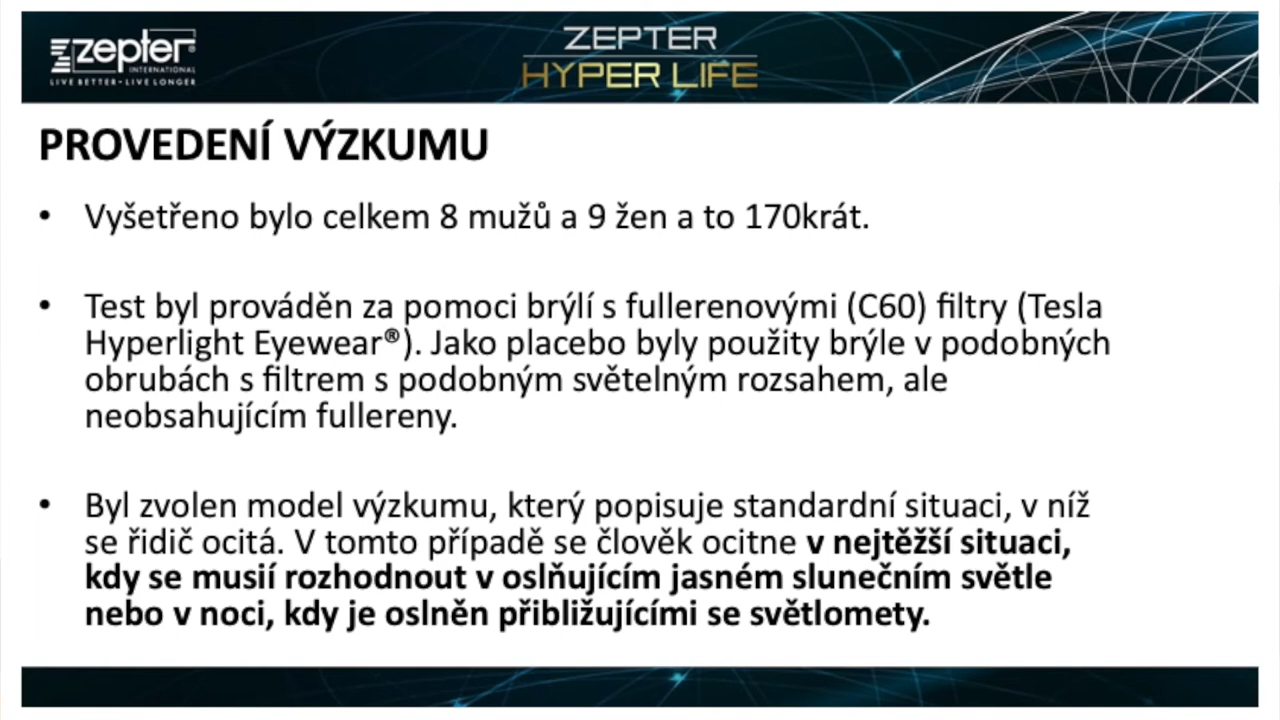 zepter®
INTERNATIONAL
LIVE BETTER • LIVE LONGER
ZEPTER
HYPER LIFE
PROVEDENÍ VÝZKUMU
• Vyšetřeno bylo celkem 8 mužů a 9 žen a to 170krát.
• Test byl prováděn za pomoci brýlí s fullerenovými (C60) filtry (Tesla
Hyperlight Eyewear®). Jako placebo byly použity brýle v podobných
obrubách s filtrem s podobným světelným rozsahem, ale
neobsahujícím fullereny.
• Byl zvolen model výzkumu, který popisuje standardní situaci, v níž
se řidič ocitá. V tomto případě se člověk ocitne v nejtěžší situaci,
kdy se musií rozhodnout v oslňujícím jasném slunečním světle
nebo v noci, kdy je oslněn přibližujícími se světlomety.